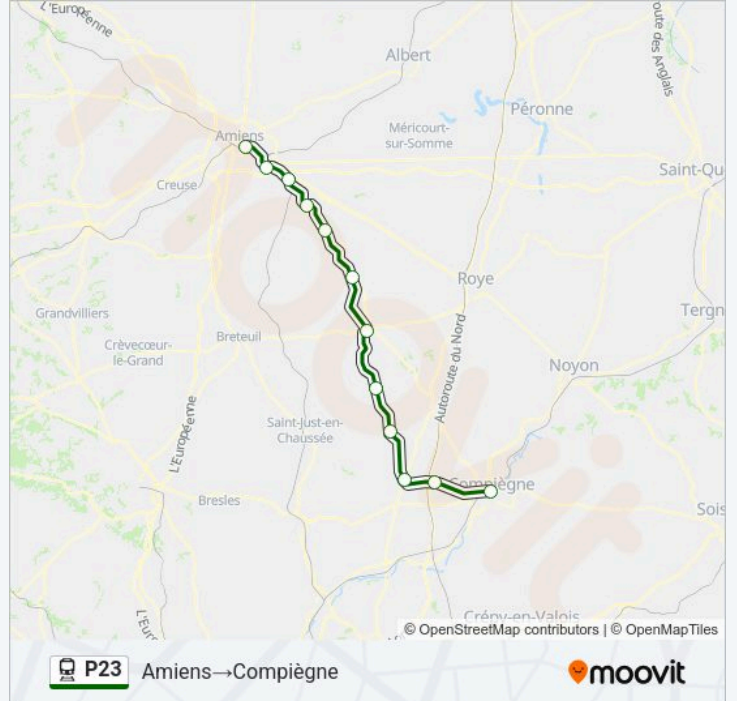 L'Européenne
Albert
route des Anglais
Péronne
Amiens
Méricourt-
sur-Somme
Saint-Qu
Creuse
Roye
Grandvilliers
Tergn
Crèvecœur-
le-Grand
Breteuil
Autoroute du Nord
Noyon
L'Européenne
Saint-Just-en-
Chaussée
Compiègne
Bresles
Sois
L'Euro
Crépy-en-Valois
© OpenStreetMap contributors | © OpenMapTiles
moovit
P23 Amiens→Compiègne
moovit